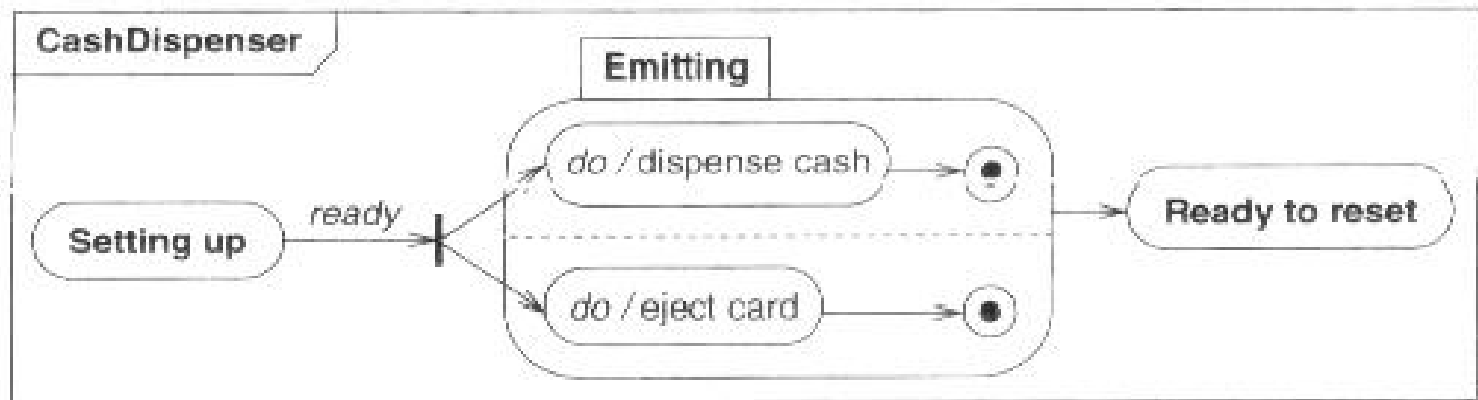 CashDispenser
Emitting
do / dispense cash
ready
Setting up
Ready to reset
do / eject card